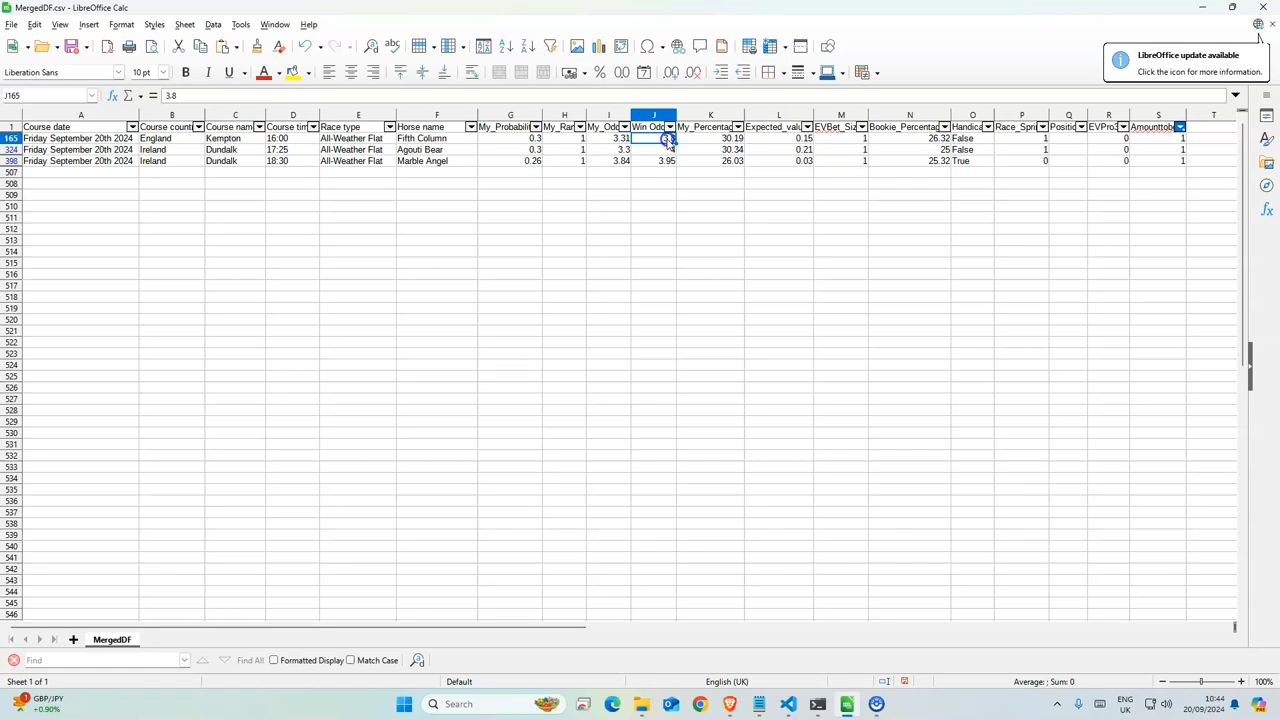 MergedDF.csv - LibreOffice Calc
File Edit View Insert Format Styles Sheet Data Tools Window Help
LibreOffice update available
Click the icon for more information.
Liberation Sans 10 pt
J165 3.8
A B C D E F G H I J K L M N O P Q R S T
1 Course date Course count Course nam Course tim Race type Horse name My_Probabili My_Ran My_Odd Win Odd My_Percentag Expected_valu EVBet_Siz Bookie_Percentag Handica Race_Spri Positio EVPro Amounttob
165 Friday September 20th 2024 England Kempton 16:00 All-Weather Flat Fifth Column 0.3 1 3.31 30.19 0.15 1 26.32 False 1 0 1
324 Friday September 20th 2024 Ireland Dundalk 17:25 All-Weather Flat Agouti Bear 0.3 1 3.3 4 30.34 0.21 1 25 False 1 0 1
398 Friday September 20th 2024 Ireland Dundalk 18:30 All-Weather Flat Marble Angel 0.26 1 3.84 3.95 26.03 0.03 1 25.32 True 0 0 1
507
508
509
510
511
512
513
514
515
516
517
518
519
520
521
522
523
524
525
526
527
528
529
530
531
532
533
534
535
536
537
538
539
540
541
542
543
544
545
546
MergedDF
Find Find All Formatted Display Match Case
Sheet 1 of 1 Default English (UK) Average: ; Sum: 0 100%
GBP/JPY
+0.90%
Search
ENG
UK
10:44
20/09/2024